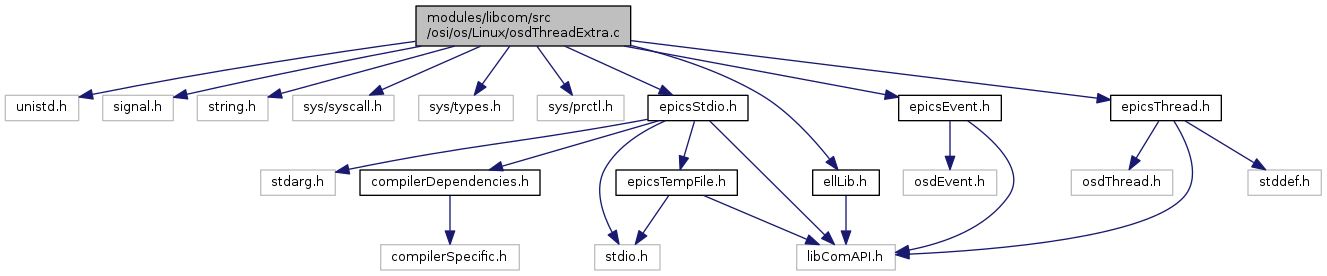 modules/libcom/src
/osi/os/Linux/osdThreadExtra.c
unistd.h
signal.h
string.h
sys/syscall.h
sys/types.h
sys/prctl.h
epicsStdio.h
epicsEvent.h
epicsThread.h
stdarg.h
compilerDependencies.h
epicsTempFile.h
ellLib.h
osdEvent.h
osdThread.h
stddef.h
compilerSpecific.h
stdio.h
libComAPI.h